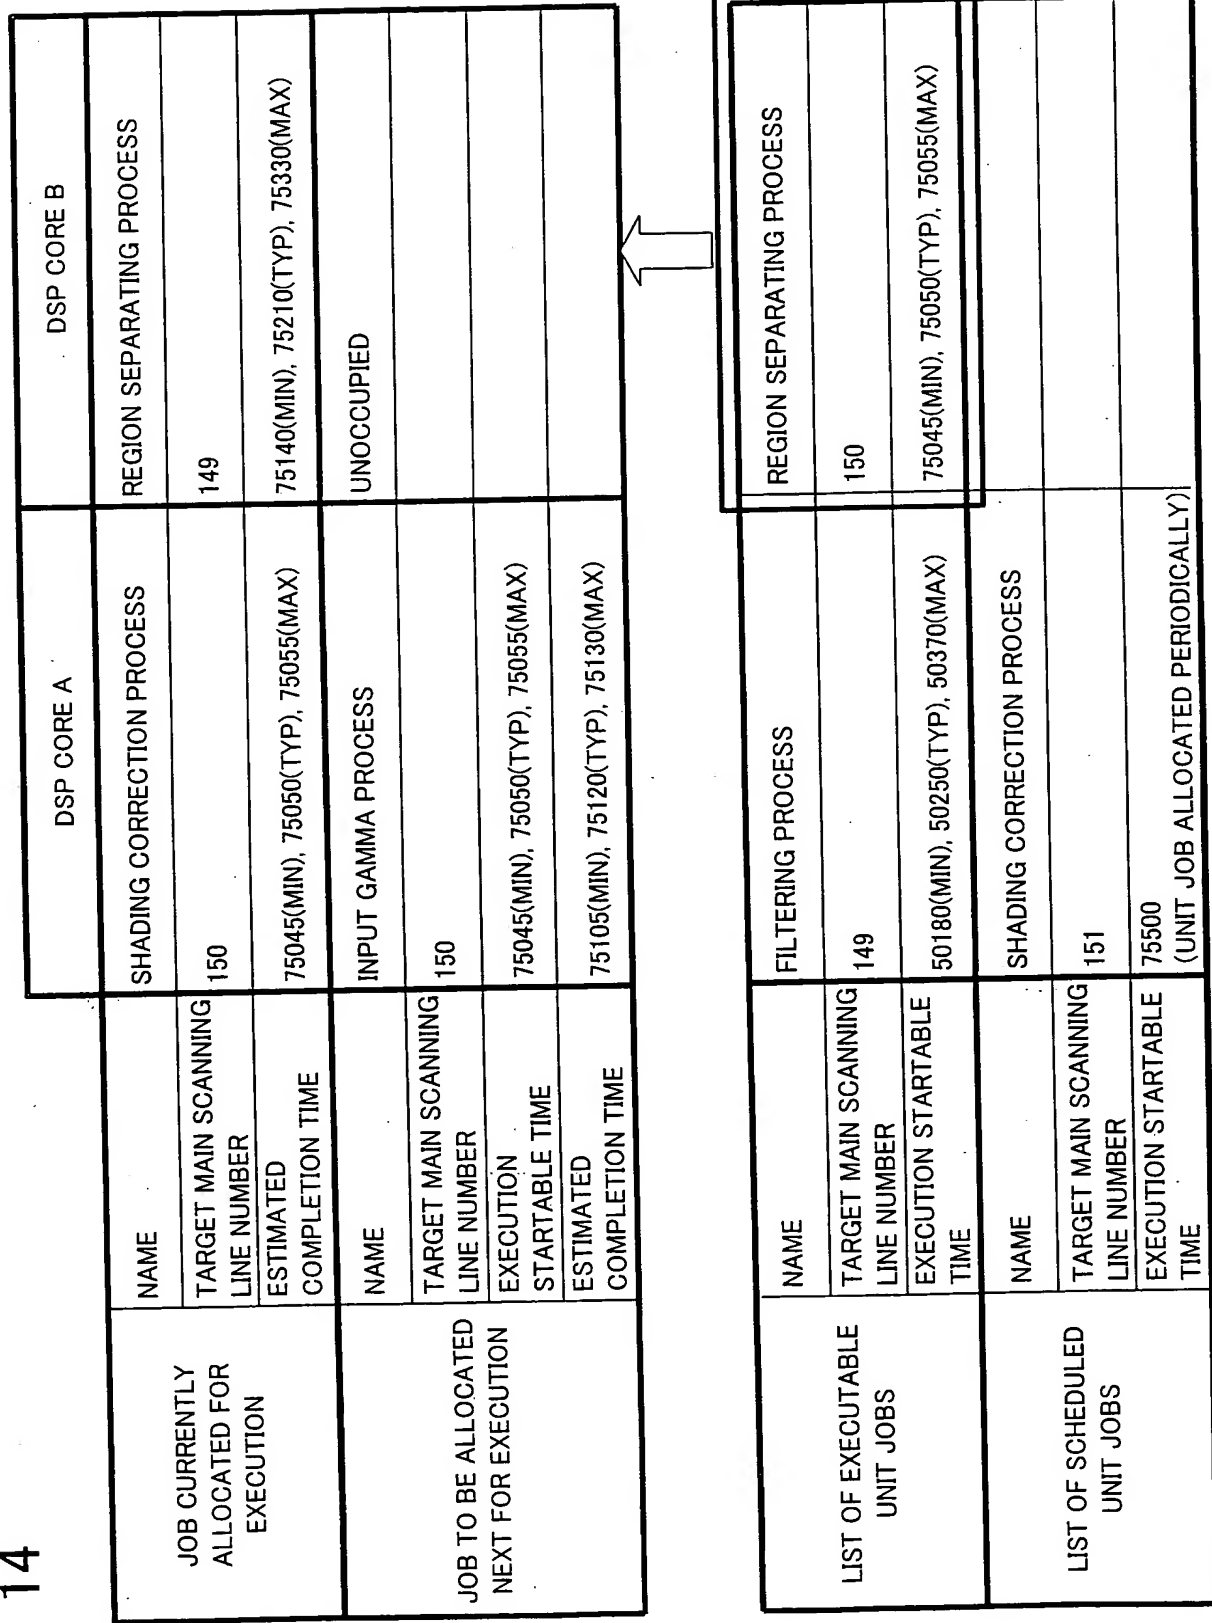 14
DSP CORE A
DSP CORE B
JOB CURRENTLY
ALLOCATED FOR
EXECUTION
NAME
SHADING CORRECTION PROCESS
REGION SEPARATING PROCESS
TARGET MAIN SCANNING
LINE NUMBER
150
149
ESTIMATED
COMPLETION TIME
75045(MIN), 75050(TYP), 75055(MAX)
75140(MIN), 75210(TYP), 75330(MAX)
JOB TO BE ALLOCATED
NEXT FOR EXECUTION
NAME
INPUT GAMMA PROCESS
UNOCCUPIED
TARGET MAIN SCANNING
LINE NUMBER
150
EXECUTION
STARTABLE TIME
75045(MIN), 75050(TYP), 75055(MAX)
ESTIMATED
COMPLETION TIME
75105(MIN), 75120(TYP), 75130(MAX)
LIST OF EXECUTABLE
UNIT JOBS
NAME
FILTERING PROCESS
REGION SEPARATING PROCESS
TARGET MAIN SCANNING
LINE NUMBER
149
150
EXECUTION STARTABLE
TIME
50180(MIN), 50250(TYP), 50370(MAX)
75045(MIN), 75050(TYP), 75055(MAX)
LIST OF SCHEDULED
UNIT JOBS
NAME
SHADING CORRECTION PROCESS
TARGET MAIN SCANNING
LINE NUMBER
151
EXECUTION STARTABLE
TIME
75500
(UNIT JOB ALLOCATED PERIODICALLY)